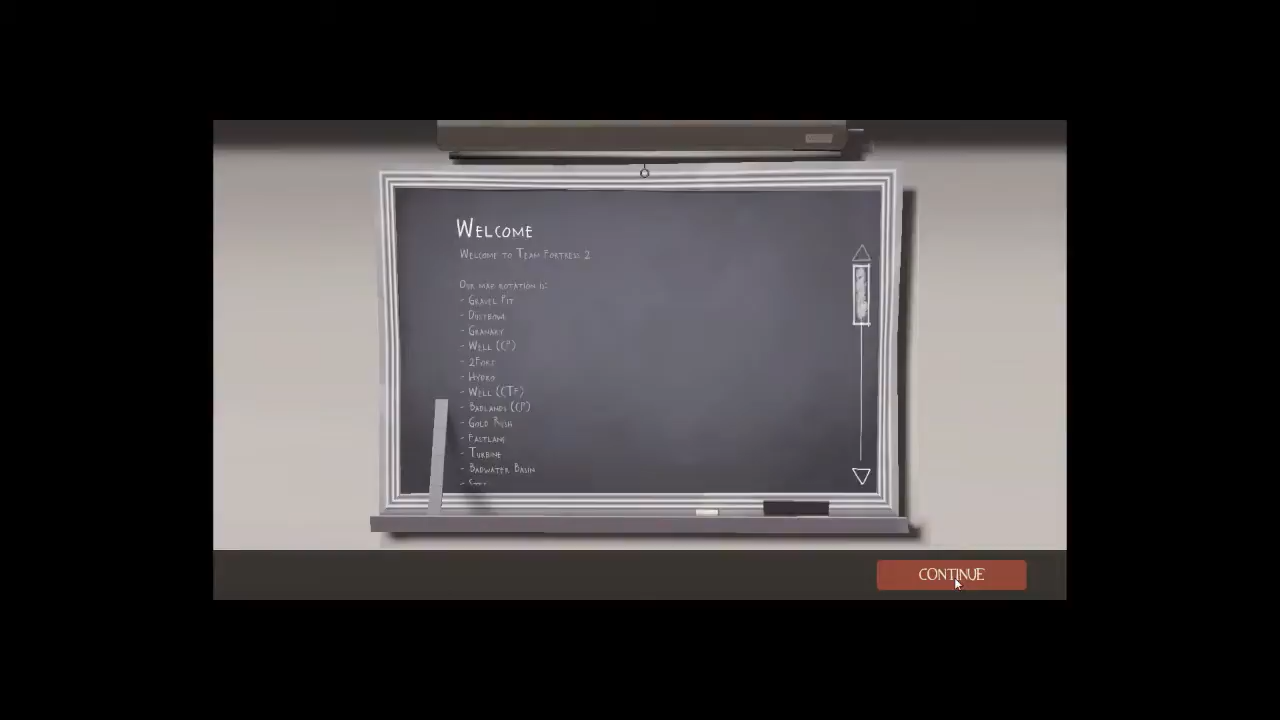 Welcome
Welcome to Team Fortress 2
Our map rotation is:
- Gravel Pit
- Dustbowl
- Granary
- Well (CP)
- 2Fort
- Hydro
- Well (CTF)
- Badlands (CP)
- Gold Rush
- Fastlane
- Turbine
- Badwater Basin
CONTINUE